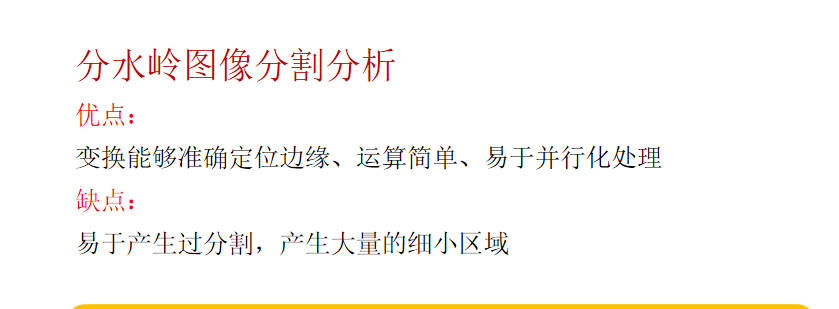 分水岭图像分割分析
优点：
变换能够准确定位边缘、运算简单、易于并行化处理
缺点：
易于产生过分割，产生大量的细小区域